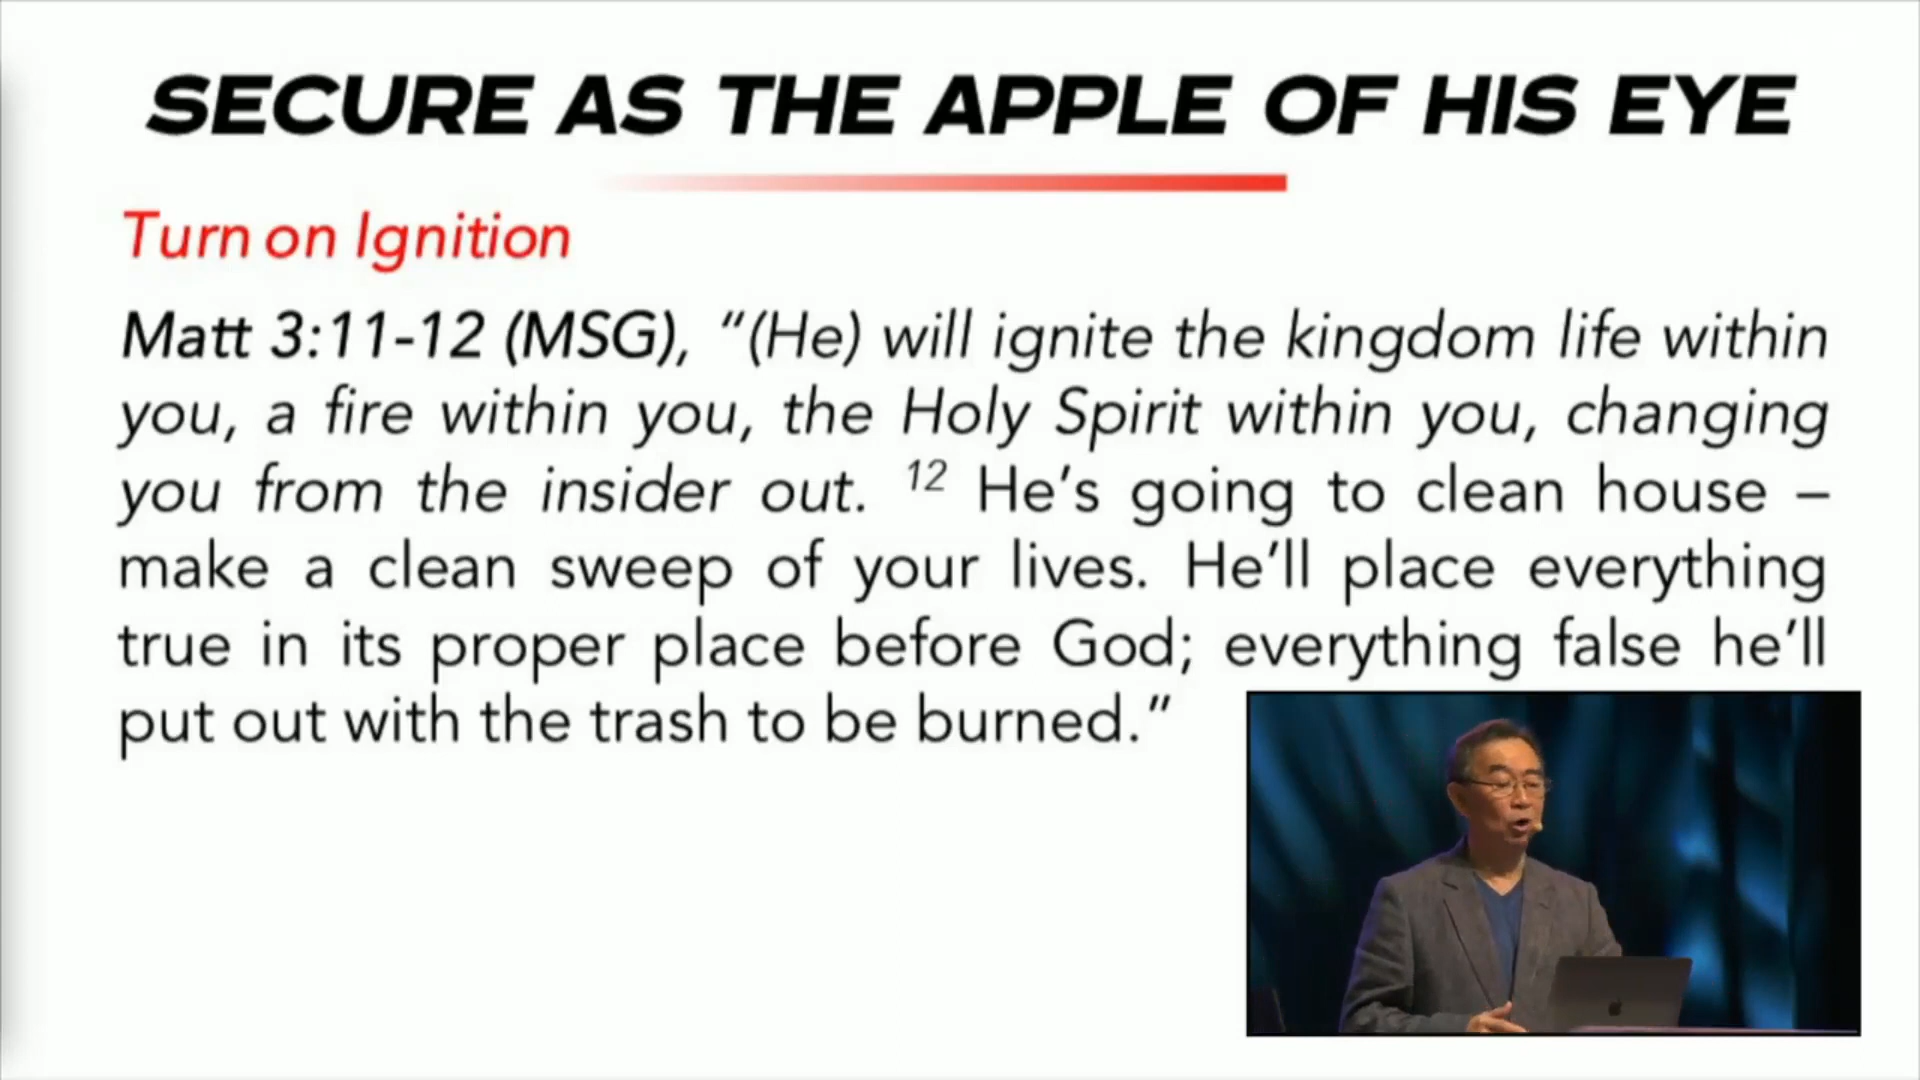 SECURE AS THE APPLE OF HIS EYE
Turn on Ignition
Matt 3:11-12 (MSG), “(He) will ignite the kingdom life within
you, a fire within you, the Holy Spirit within you, changing
you from the insider out. 12 He’s going to clean house –
make a clean sweep of your lives. He’ll place everything
true in its proper place before God; everything false he’ll
put out with the trash to be burned.”